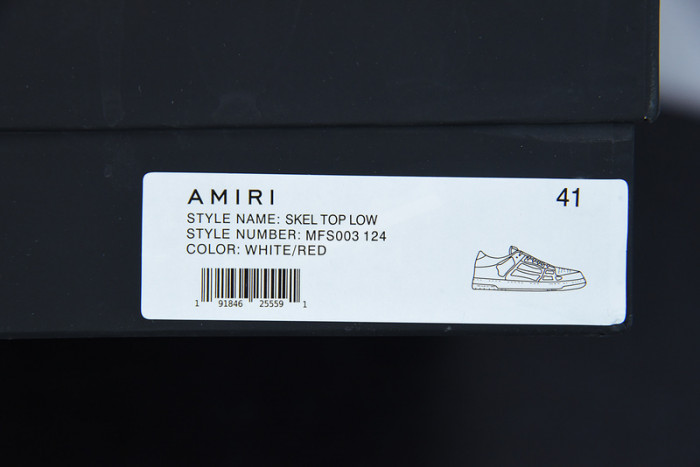 AMIRI 41
STYLE NAME: SKEL TOP LOW
STYLE NUMBER: MFS003 124
COLOR: WHITE/RED
1 91846 25559 1